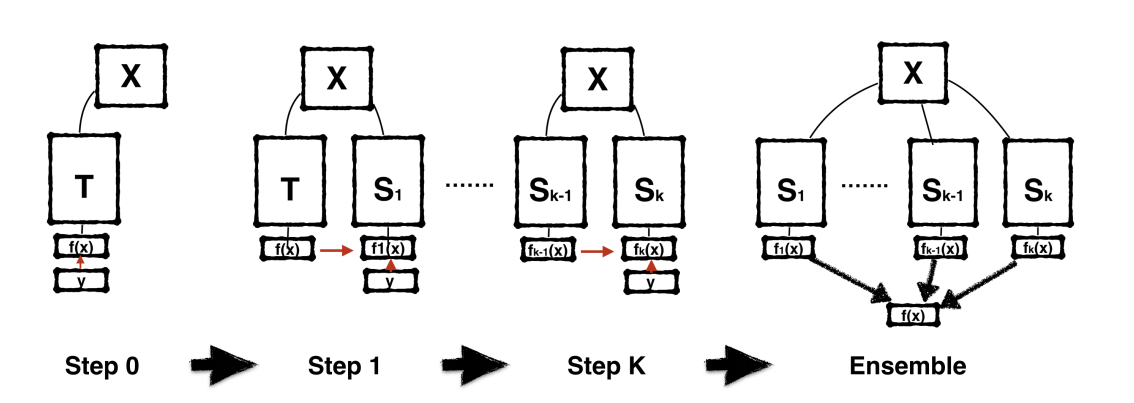 X
T
f(x)
y
Step 0
X
T
S1
f(x)
f1(x)
y
Step 1
.......
X
Sk-1
Sk
fk-1(x)
fk(x)
y
Step K
X
S1
.......
Sk-1
Sk
f1(x)
fk-1(x)
fk(x)
f(x)
Ensemble